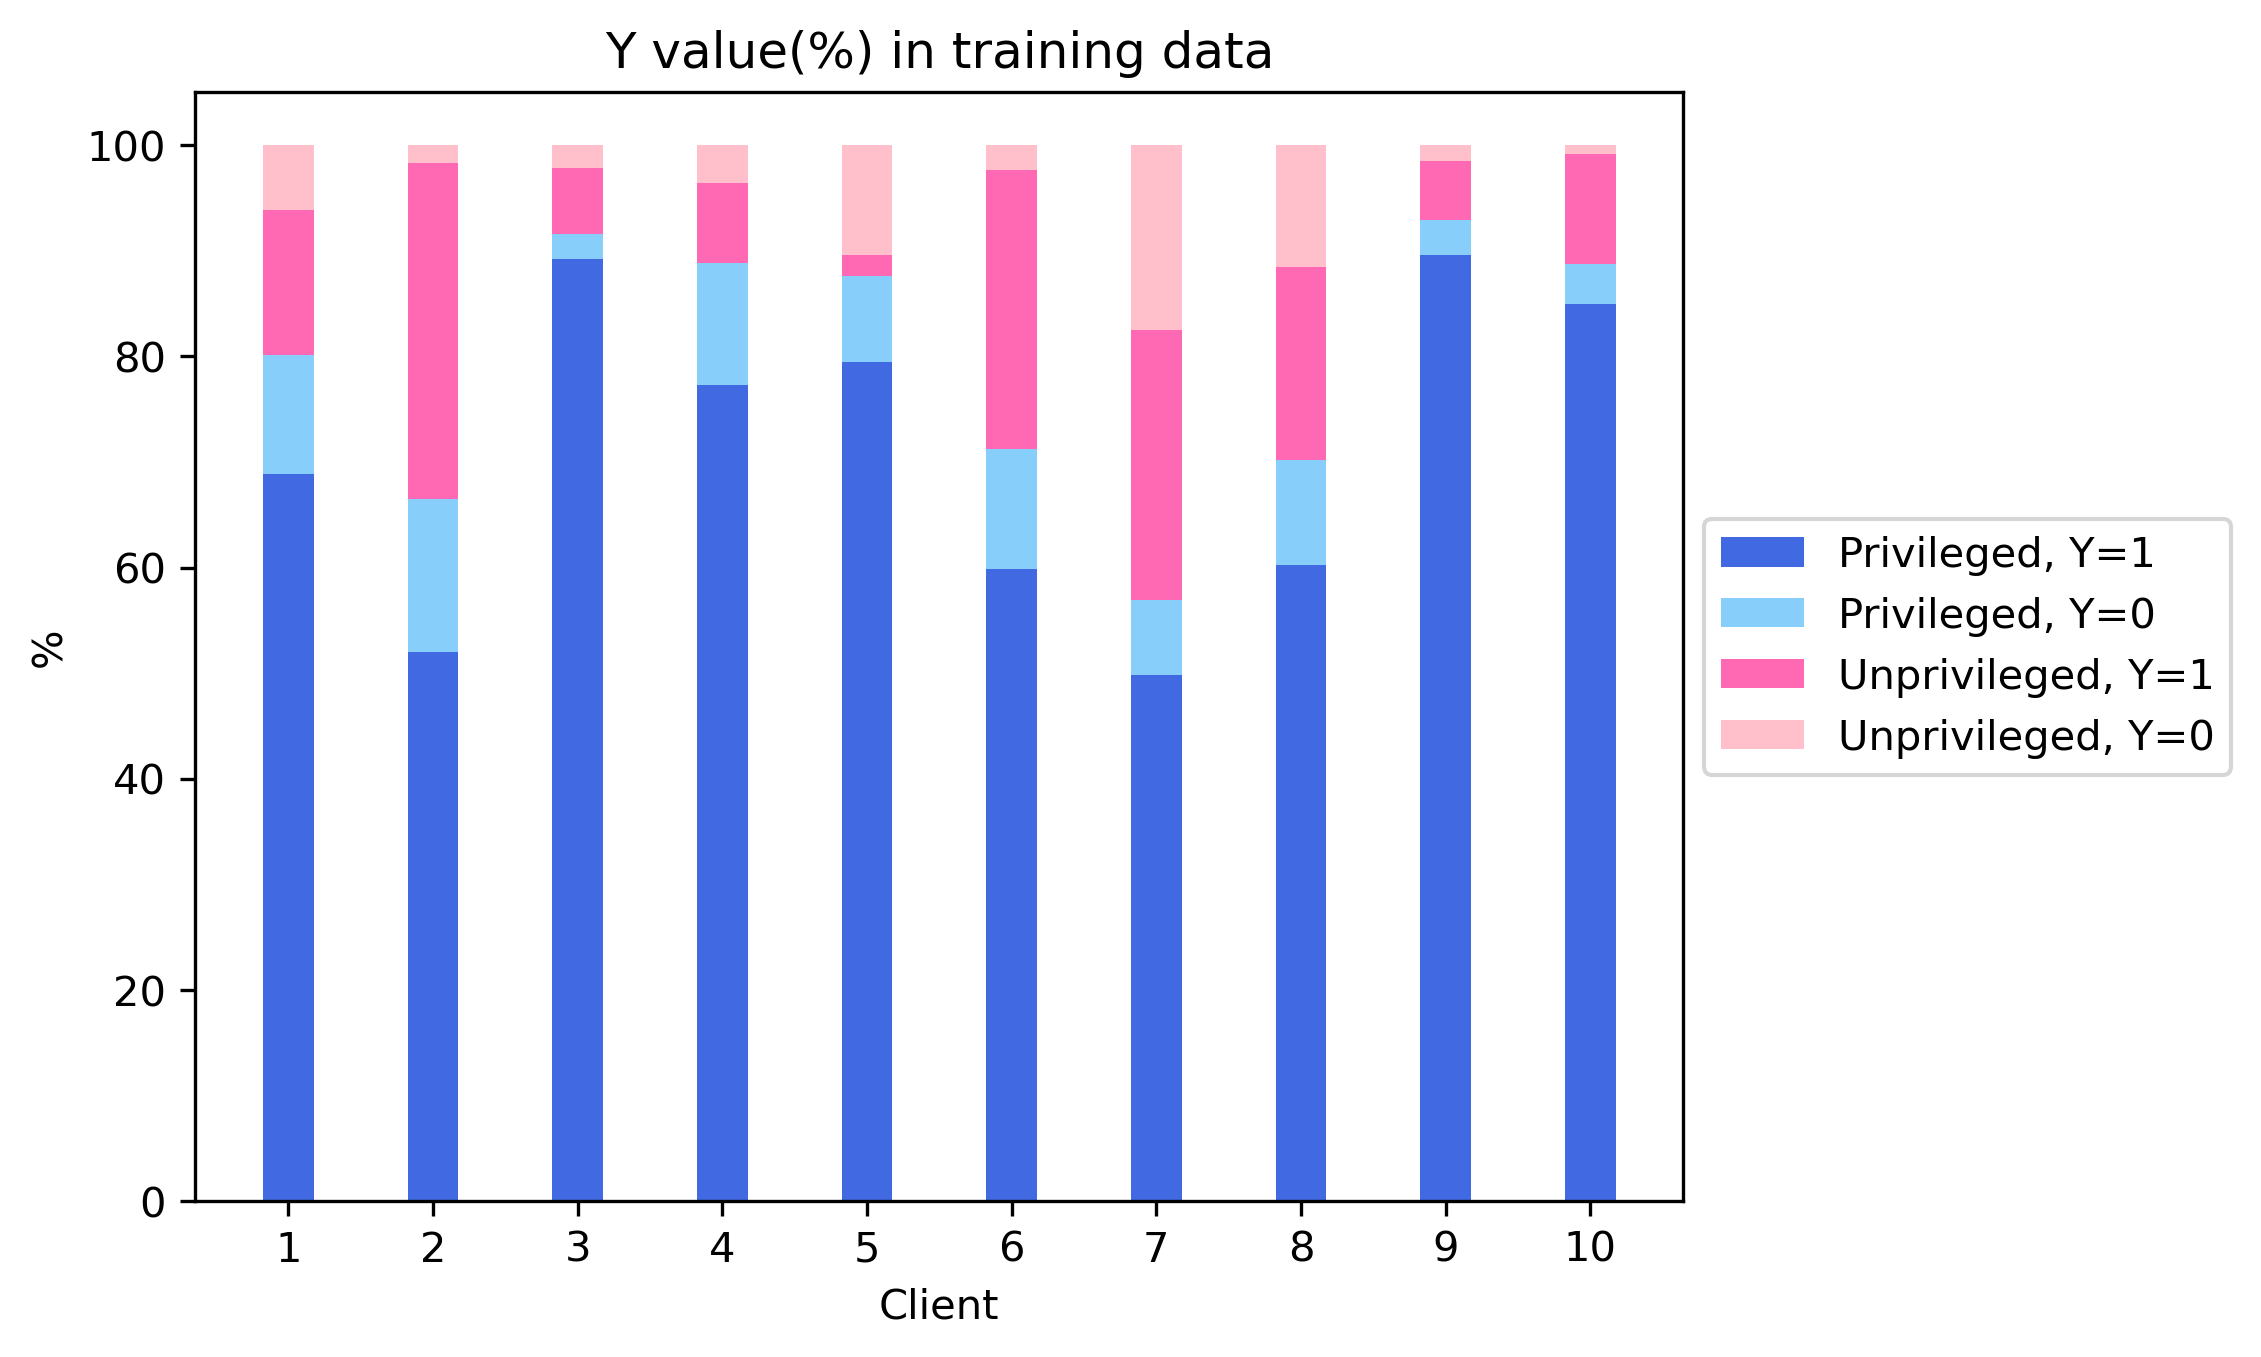 Y value(%) in training data
100
80
60
40
20
0
%
1 2 3 4 5 6 7 8 9 10
Client
Privileged, Y=1
Privileged, Y=0
Unprivileged, Y=1
Unprivileged, Y=0